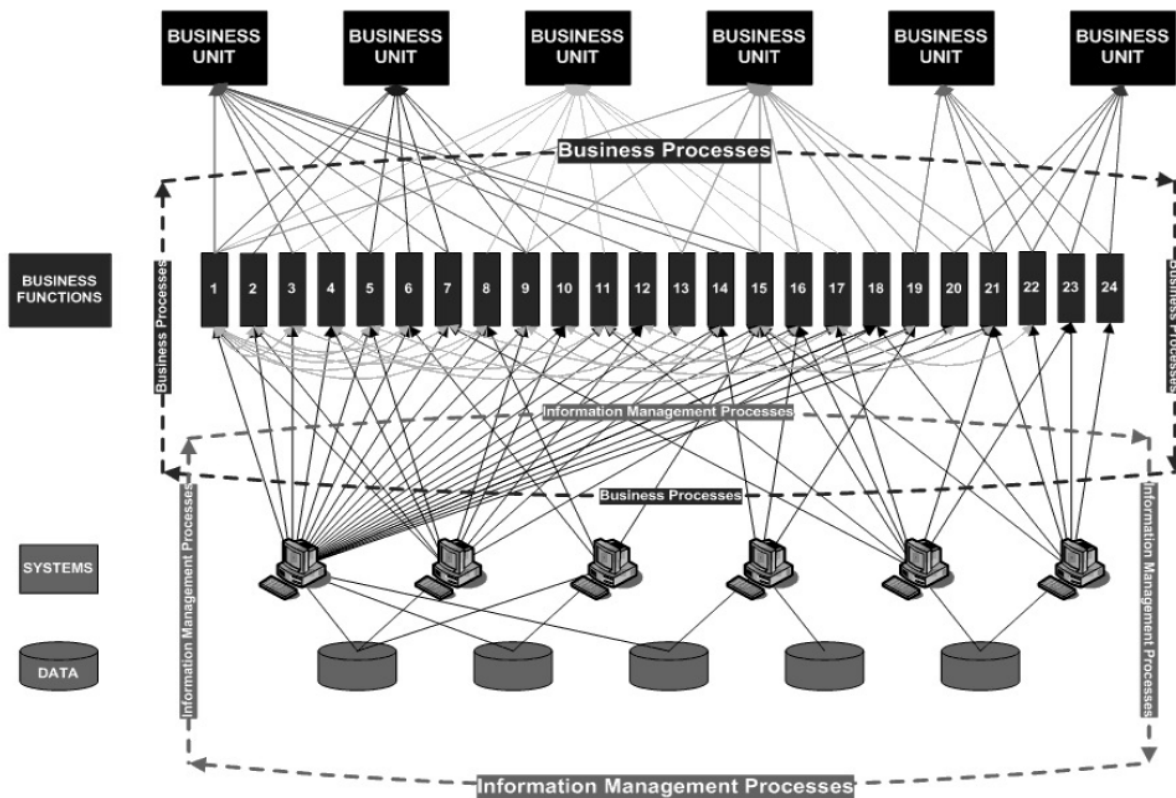 BUSINESS
UNIT
BUSINESS
UNIT
BUSINESS
UNIT
BUSINESS
UNIT
BUSINESS
UNIT
BUSINESS
UNIT
Business Processes
Business Processes
Business Processes
BUSINESS
FUNCTIONS
1 2 3 4 5 6 7 8 9 10 11 12 13 14 15 16 17 18 19 20 21 22 23 24
Information Management Processes
Business Processes
Information Management Processes
Information Management Processes
SYSTEMS
DATA
Information Management Processes